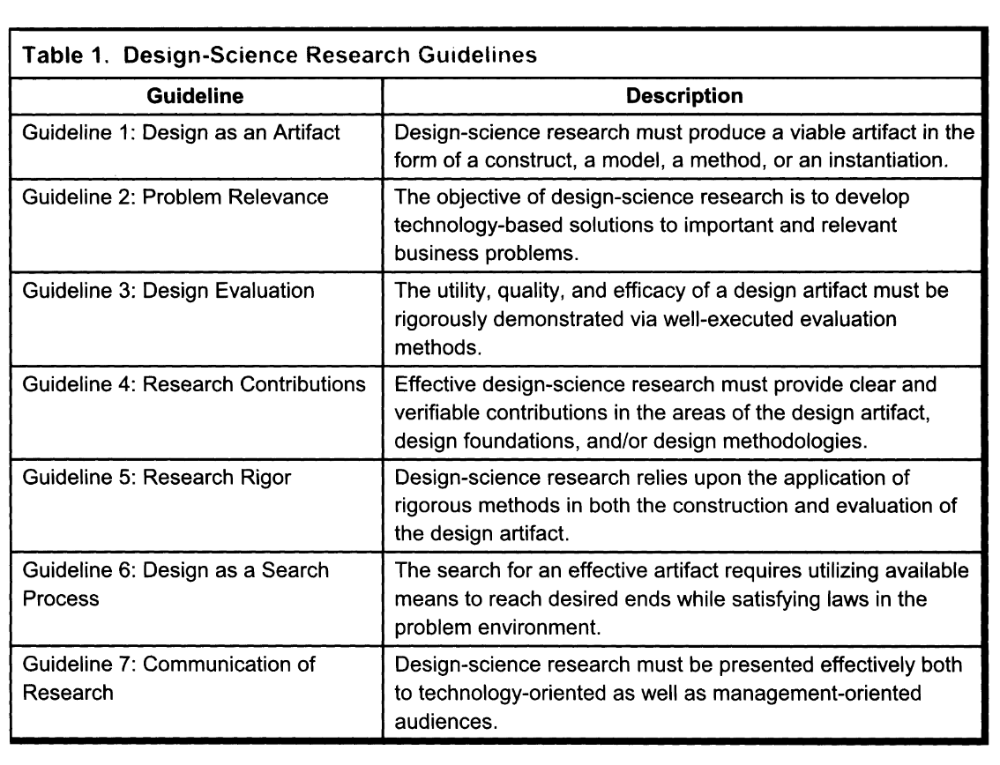 Table 1. Design-Science Research Guidelines
Guideline
Description
Guideline 1: Design as an Artifact
Design-science research must produce a viable artifact in the
form of a construct, a model, a method, or an instantiation.
Guideline 2: Problem Relevance
The objective of design-science research is to develop
technology-based solutions to important and relevant
business problems.
Guideline 3: Design Evaluation
The utility, quality, and efficacy of a design artifact must be
rigorously demonstrated via well-executed evaluation
methods.
Guideline 4: Research Contributions
Effective design-science research must provide clear and
verifiable contributions in the areas of the design artifact,
design foundations, and/or design methodologies.
Guideline 5: Research Rigor
Design-science research relies upon the application of
rigorous methods in both the construction and evaluation of
the design artifact.
Guideline 6: Design as a Search
Process
The search for an effective artifact requires utilizing available
means to reach desired ends while satisfying laws in the
problem environment.
Guideline 7: Communication of
Research
Design-science research must be presented effectively both
to technology-oriented as well as management-oriented
audiences.